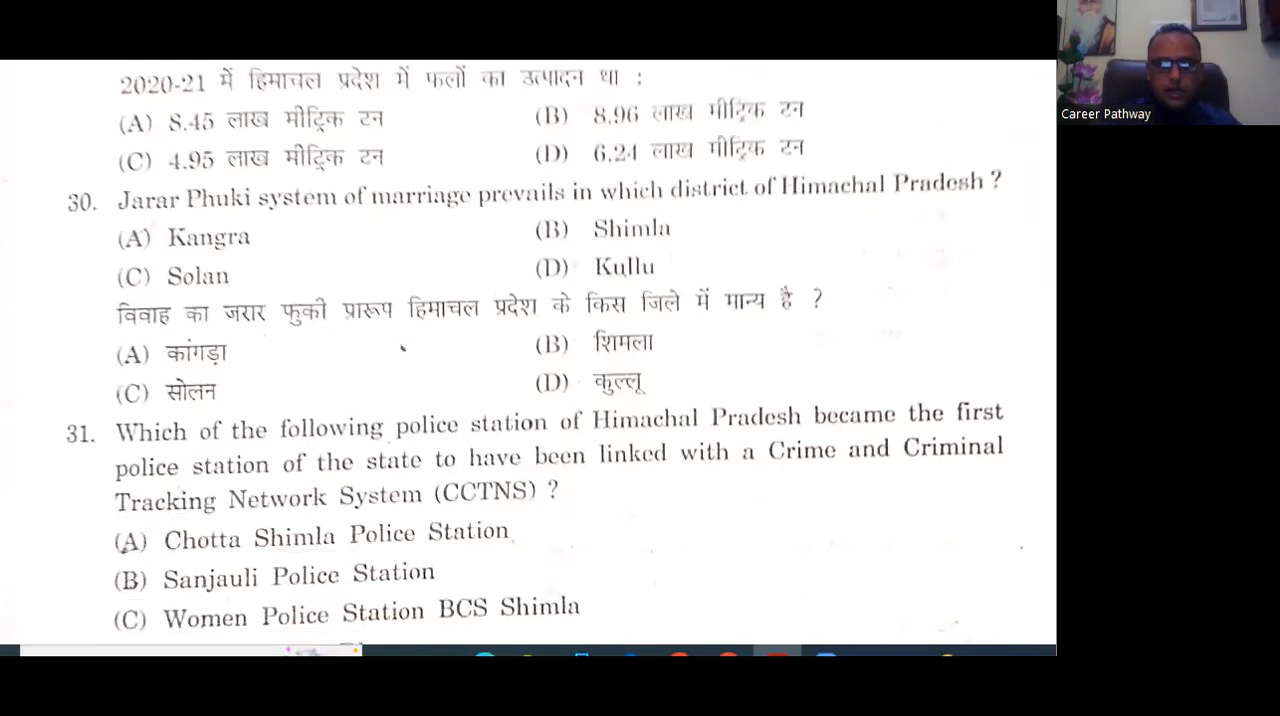 2020-21 में हिमाचल प्रदेश में फलों का उत्पादन था :
(A) 8.45 लाख मीट्रिक टन (B) 8.96 लाख मीट्रिक टन
(C) 4.95 लाख मीट्रिक टन (D) 6.24 लाख मीट्रिक टन
30. Jarar Phuki system of marriage prevails in which district of Himachal Pradesh ?
(A) Kangra (B) Shimla
(C) Solan (D) Kullu
विवाह का जरार फुकी प्रारूप हिमाचल प्रदेश के किस जिले में मान्य है ?
(A) कांगड़ा (B) शिमला
(C) सोलन (D) कुल्लू
31. Which of the following police station of Himachal Pradesh became the first
police station of the state to have been linked with a Crime and Criminal
Tracking Network System (CCTNS) ?
(A) Chotta Shimla Police Station
(B) Sanjauli Police Station
(C) Women Police Station BCS Shimla
Career Pathway